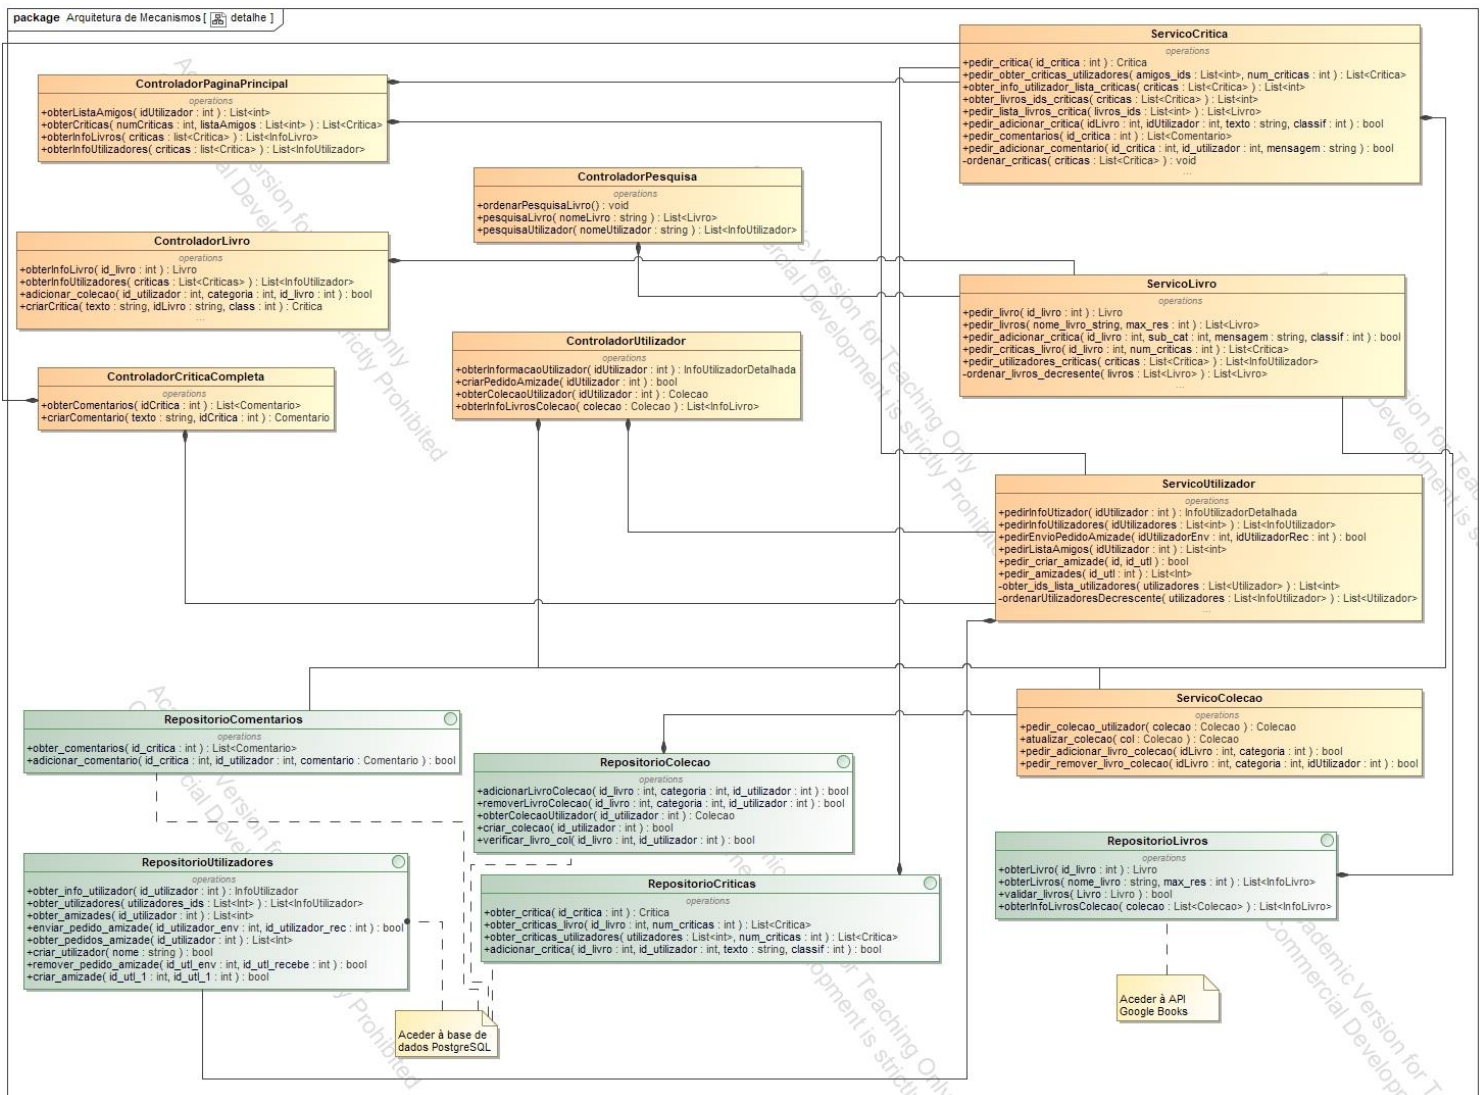 package Arquitetura de Mecanismos [ detalhe ]
ServicoCritica
operations
+pedir_critica( id_critica : int ) : Critica
+pedir_obter_criticas_utilizadores( amigos_ids : List<int>, num_criticas : int ) : List<Critica>
+obter_info_utilizador_lista_criticas( criticas : List<Critica> ) : List<int>
+obter_livros_ids_criticas( criticas : List<Critica> ) : List<int>
+pedir_lista_livros_critica( livros_ids : List<int> ) : List<Livro>
+pedir_adicionar_critica( idLivro : int, idUtilizador : int, texto : string, classif : int ) : bool
+pedir_comentarios( id_critica : int ) : List<Comentario>
+pedir_adicionar_comentario( id_critica : int, id_utilizador : int, mensagem : string ) : bool
-ordenar_criticas( criticas : List<Critica> ) : void
...
ControladorPaginaPrincipal
operations
+obterListaAmigos( idUtilizador : int ) : List<int>
+obterCriticas( numCriticas : int, listaAmigos : List<int> ) : List<Critica>
+obterInfoLivros( criticas : list<Critica> ) : List<InfoLivro>
+obterInfoUtilizadores( criticas : list<Critica> ) : List<InfoUtilizador>
ControladorPesquisa
operations
+ordenarPesquisaLivro() : void
+pesquisaLivro( nomeLivro : string ) : List<Livro>
+pesquisaUtilizador( nomeUtilizador : string ) : List<InfoUtilizador>
ControladorLivro
operations
+obterInfoLivro( id_livro : int ) : Livro
+obterInfoUtilizadores( criticas : List<Criticas> ) : List<InfoUtilizador>
+adicionar_colecao( id_utilizador : int, categoria : int, id_livro : int ) : bool
+criarCritica( texto : string, idLivro : string, class : int ) : Critica
...
ServicoLivro
operations
+pedir_livro( id_livro : int ) : Livro
+pedir_livros( nome_livro_string, max_res : int ) : List<Livro>
+pedir_adicionar_critica( id_livro : int, sub_cat : int, mensagem : string, classif : int ) : bool
+pedir_criticas_livro( id_livro : int, num_criticas : int ) : List<Critica>
+pedir_utilizadores_criticas( criticas : List<Critica> ) : List<InfoUtilizador>
-ordenar_livros_decresente( livros : List<Livro> ) : List<Livro>
...
ControladorUtilizador
operations
+obterInformacaoUtilizador( idUtilizador : int ) : InfoUtilizadorDetalhada
+criarPedidoAmizade( idUtilizador : int ) : bool
+obterColecaoUtilizador( idUtilizador : int ) : Colecao
+obterInfoLivrosColecao( colecao : Colecao ) : List<InfoLivro>
ControladorCriticaCompleta
operations
+obterComentarios( idCritica : int ) : List<Comentario>
+criarComentario( texto : string, idCritica : int ) : Comentario
ServicoUtilizador
operations
+pedirInfoUtizador( idUtilizador : int ) : InfoUtilizadorDetalhada
+pedirInfoUtilizadores( idUtilizadores : List<int> ) : List<InfoUtilizador>
+pedirEnvioPedidoAmizade( idUtilizadorEnv : int, idUtilizadorRec : int ) : bool
+pedirListaAmigos( idUtilizador : int ) : List<int>
+pedir_criar_amizade( id, id_utl ) : bool
+pedir_amizades( id_utl : int ) : List<Int>
-obter_ids_lista_utilizadores( utilizadores : List<Utilizador> ) : List<int>
-ordenarUtilizadoresDecrescente( utilizadores : List<InfoUtilizador> ) : List<Utilizador>
...
ServicoColecao
operations
+pedir_colecao_utilizador( colecao : Colecao ) : Colecao
+atualizar_colecao( col : Colecao ) : Colecao
+pedir_adicionar_livro_colecao( idLivro : int, categoria : int ) : bool
+pedir_remover_livro_colecao( idLivro : int, categoria : int, idUtilizador : int ) : bool
RepositorioComentarios
operations
+obter_comentarios( id_critica : int ) : List<Comentario>
+adicionar_comentario( id_critica : int, id_utilizador : int, comentario : Comentario ) : bool
RepositorioColecao
operations
+adicionarLivroColecao( id_livro : int, categoria : int, id_utilizador : int ) : bool
+removerLivroColecao( id_livro : int, categoria : int, id_utilizador : int ) : bool
+obterColecaoUtilizador( id_utilizador : int ) : Colecao
+criar_colecao( id_utilizador : int ) : bool
+verificar_livro_col( id_livro : int, id_utilizador : int ) : bool
RepositorioLivros
operations
+obterLivro( id_livro : int ) : Livro
+obterLivros( nome_livro : string, max_res : int ) : List<InfoLivro>
+validar_livros( Livro : Livro ) : bool
+obterInfoLivrosColecao( colecao : List<Colecao> ) : List<InfoLivro>
RepositorioUtilizadores
operations
+obter_info_utilizador( id_utilizador : int ) : InfoUtilizador
+obter_utilizadores( utilizadores_ids : List<Int> ) : List<InfoUtilizador>
+obter_amizades( id_utilizador : int ) : List<int>
+enviar_pedido_amizade( id_utilizador_env : int, id_utilizador_rec : int ) : bool
+obter_pedidos_amizade( id_utilizador : int ) : List<Int>
+criar_utilizador( nome : string ) : bool
+remover_pedido_amizade( id_utl_env : int, id_utl_recebe : int ) : bool
+criar_amizade( id_utl_1 : int, id_utl_1 : int ) : bool
RepositorioCriticas
operations
+obter_critica( id_critica : int ) : Critica
+obter_criticas_livro( id_livro : int, num_criticas : int ) : List<Critica>
+obter_criticas_utilizadores( utilizadores : List<int>, num_criticas : int ) : List<Critica>
+adicionar_critica( id_livro : int, id_utilizador : int, texto : string, classif : int ) : bool
Aceder à API
Google Books
Aceder à base de
dados PostgreSQL